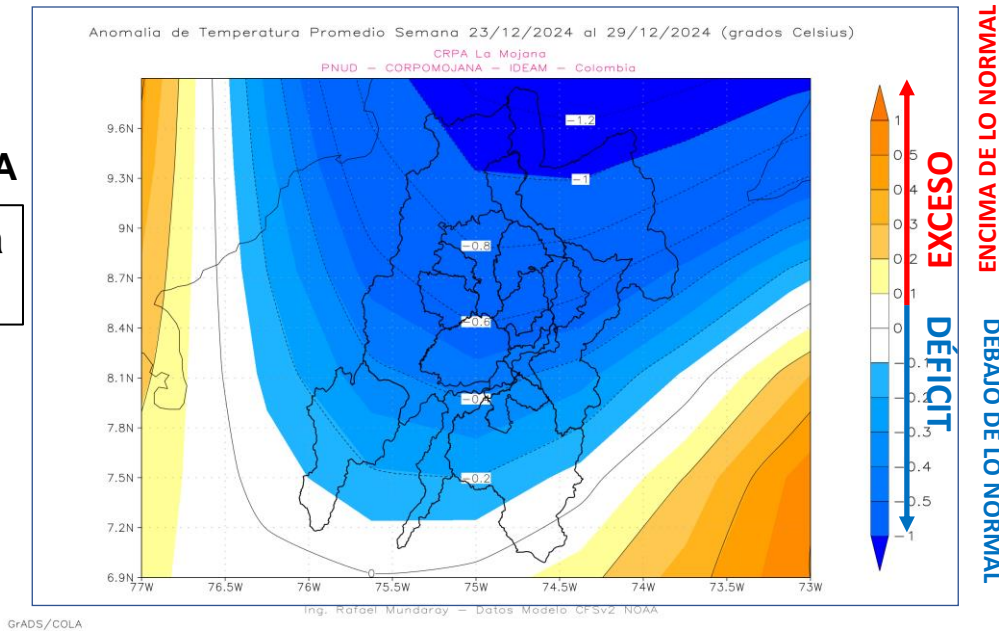 Anomalia de Temperatura Promedio Semana 23/12/2024 al 29/12/2024 (grados Celsius)
CRPA La Mojana
PNUD – CORPOMOJANA – IDEAM – Colombia
A
a
9.6N
9.3N
9N
8.7N
8.4N
8.1N
7.8N
7.5N
7.2N
6.9N
77W
76.5W
76W
75.5W
75W
74.5W
74W
73.5W
73W
-1.2
-1
-0.8
-0.6
-0.2
0
1
0.5
0.4
0.3
0.2
0.1
0
-0.1
-0.2
-0.3
-0.4
-0.5
-1
EXCESO
DÉFICIT
ENCIMA DE LO NORMAL
DEBAJO DE LO NORMAL
Ing. Rafael Mundaray – Datos Modelo CFSv2 NOAA
GrADS/COLA